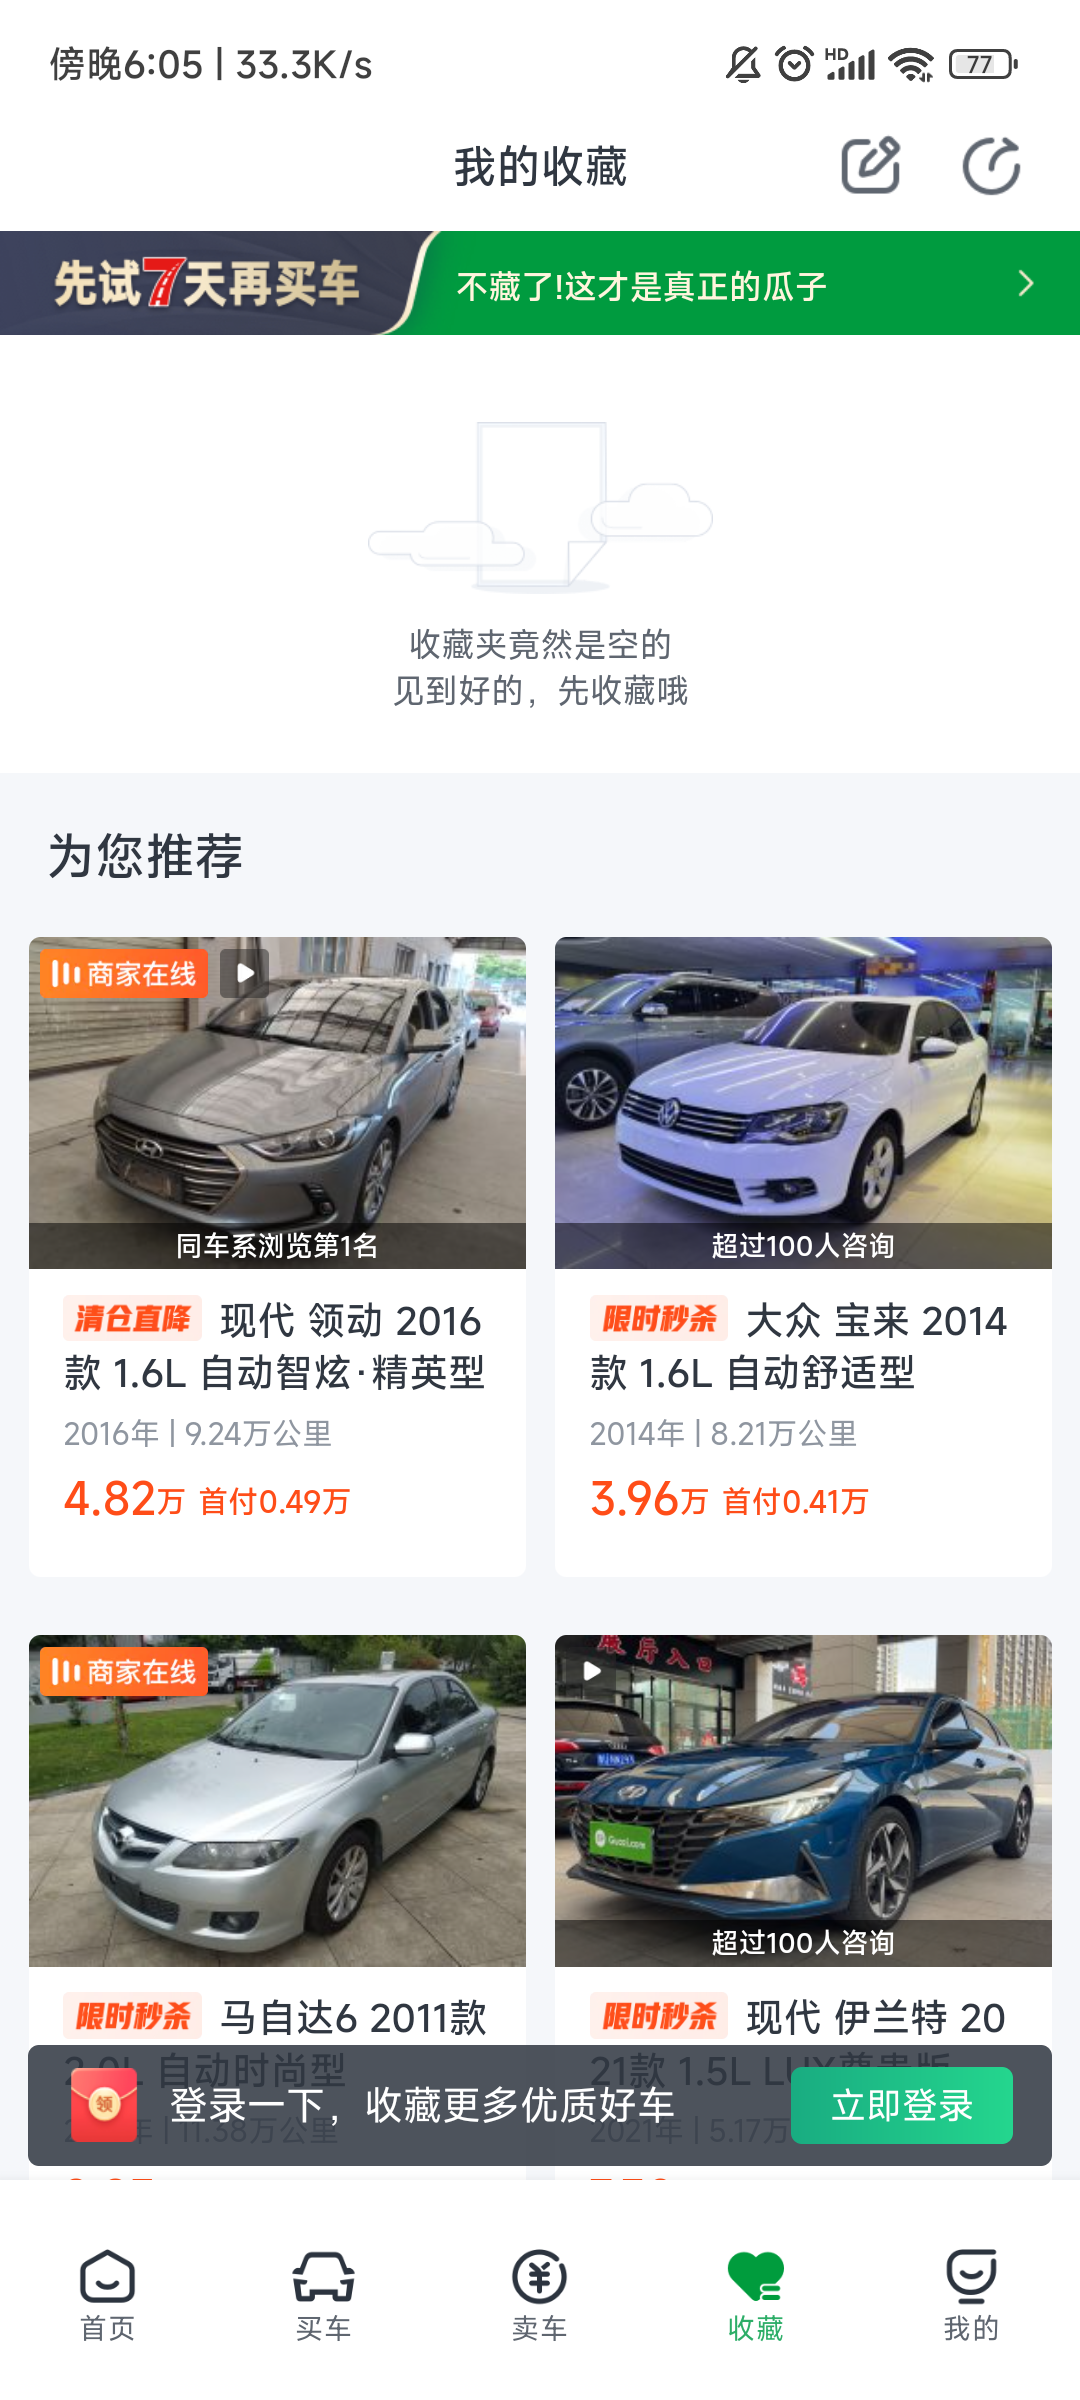 傍晚6:05 | 33.3K/s
HD
77
我的收藏
先试7天再买车
不藏了!这才是真正的瓜子
收藏夹竟然是空的
见到好的，先收藏哦
为您推荐
商家在线
同车系浏览第1名
清仓直降 现代 领动 2016
款 1.6L 自动智炫·精英型
2016年 | 9.24万公里
4.82万 首付0.49万
超过100人咨询
限时秒杀 大众 宝来 2014
款 1.6L 自动舒适型
2014年 | 8.21万公里
3.96万 首付0.41万
商家在线
限时秒杀 马自达6 2011款
2.0L 自动时尚型
年 | 11.38万公里
展厅入口
Guazi.com
超过100人咨询
限时秒杀 现代 伊兰特 20
21款 1.5L LUX尊贵版
2021年 | 5.17万
领
登录一下，收藏更多优质好车
立即登录
首页
买车
卖车
收藏
我的